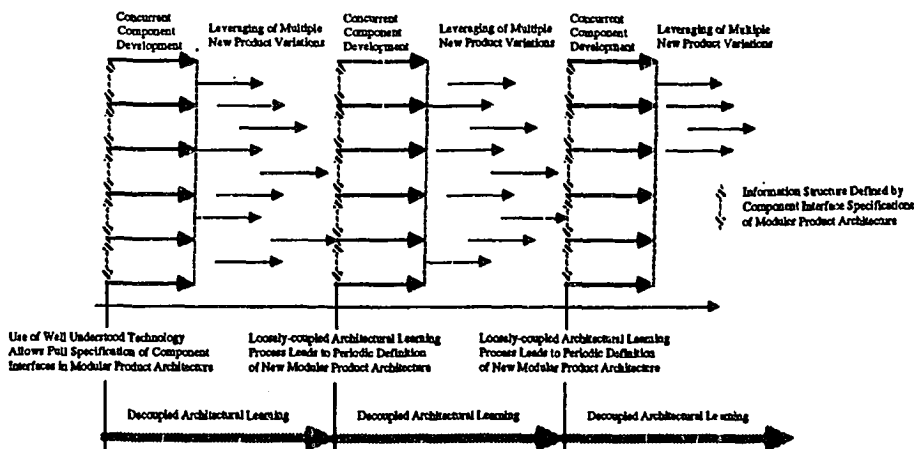 Concurrent
Component
Development
Leveraging of Multiple
New Product Variations
Concurrent
Component
Development
Leveraging of Multiple
New Product Variations
Concurrent
Component
Development
Leveraging of Multiple
New Product Variations
Information Structure Defined by
Component Interface Specifications
of Modular Product Architecture
Use of Well Understood Technology
Allows Full Specification of Component
Interfaces in Modular Product Architecture
Loosely-coupled Architectural Learning
Process Leads to Periodic Definition
of New Modular Product Architecture
Loosely-coupled Architectural Learning
Process Leads to Periodic Definition
of New Modular Product Architecture
Decoupled Architectural Learning
Decoupled Architectural Learning
Decoupled Architectural Learning